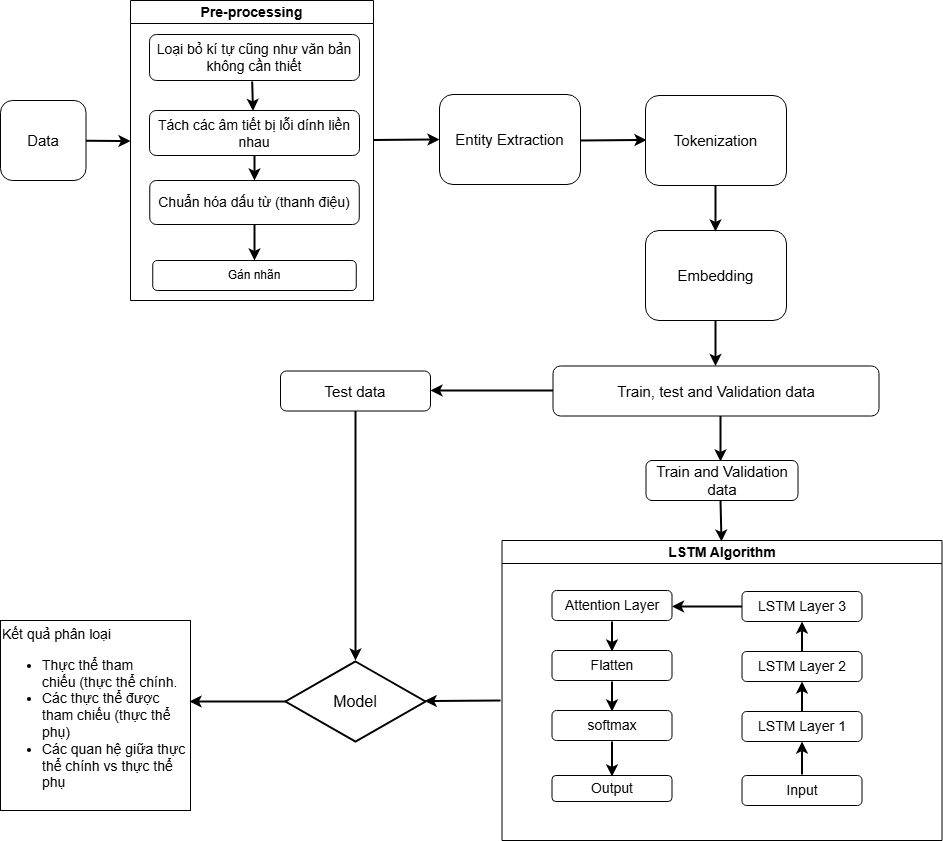 Pre-processing
Loại bỏ kí tự cũng như văn bản
không cần thiết
Tách các âm tiết bị lỗi dính liền
nhau
Chuẩn hóa dấu từ (thanh điệu)
Gán nhãn
Data
Entity Extraction
Tokenization
Embedding
Train, test and Validation data
Test data
Train and Validation
data
LSTM Algorithm
Attention Layer
Flatten
softmax
Output
LSTM Layer 3
LSTM Layer 2
LSTM Layer 1
Input
Model
Kết quả phân loại
• Thực thể tham
chiếu (thực thể chính.
• Các thực thể được
tham chiếu (thực thể
phụ)
• Các quan hệ giữa thực
thể chính vs thực thể
phụ